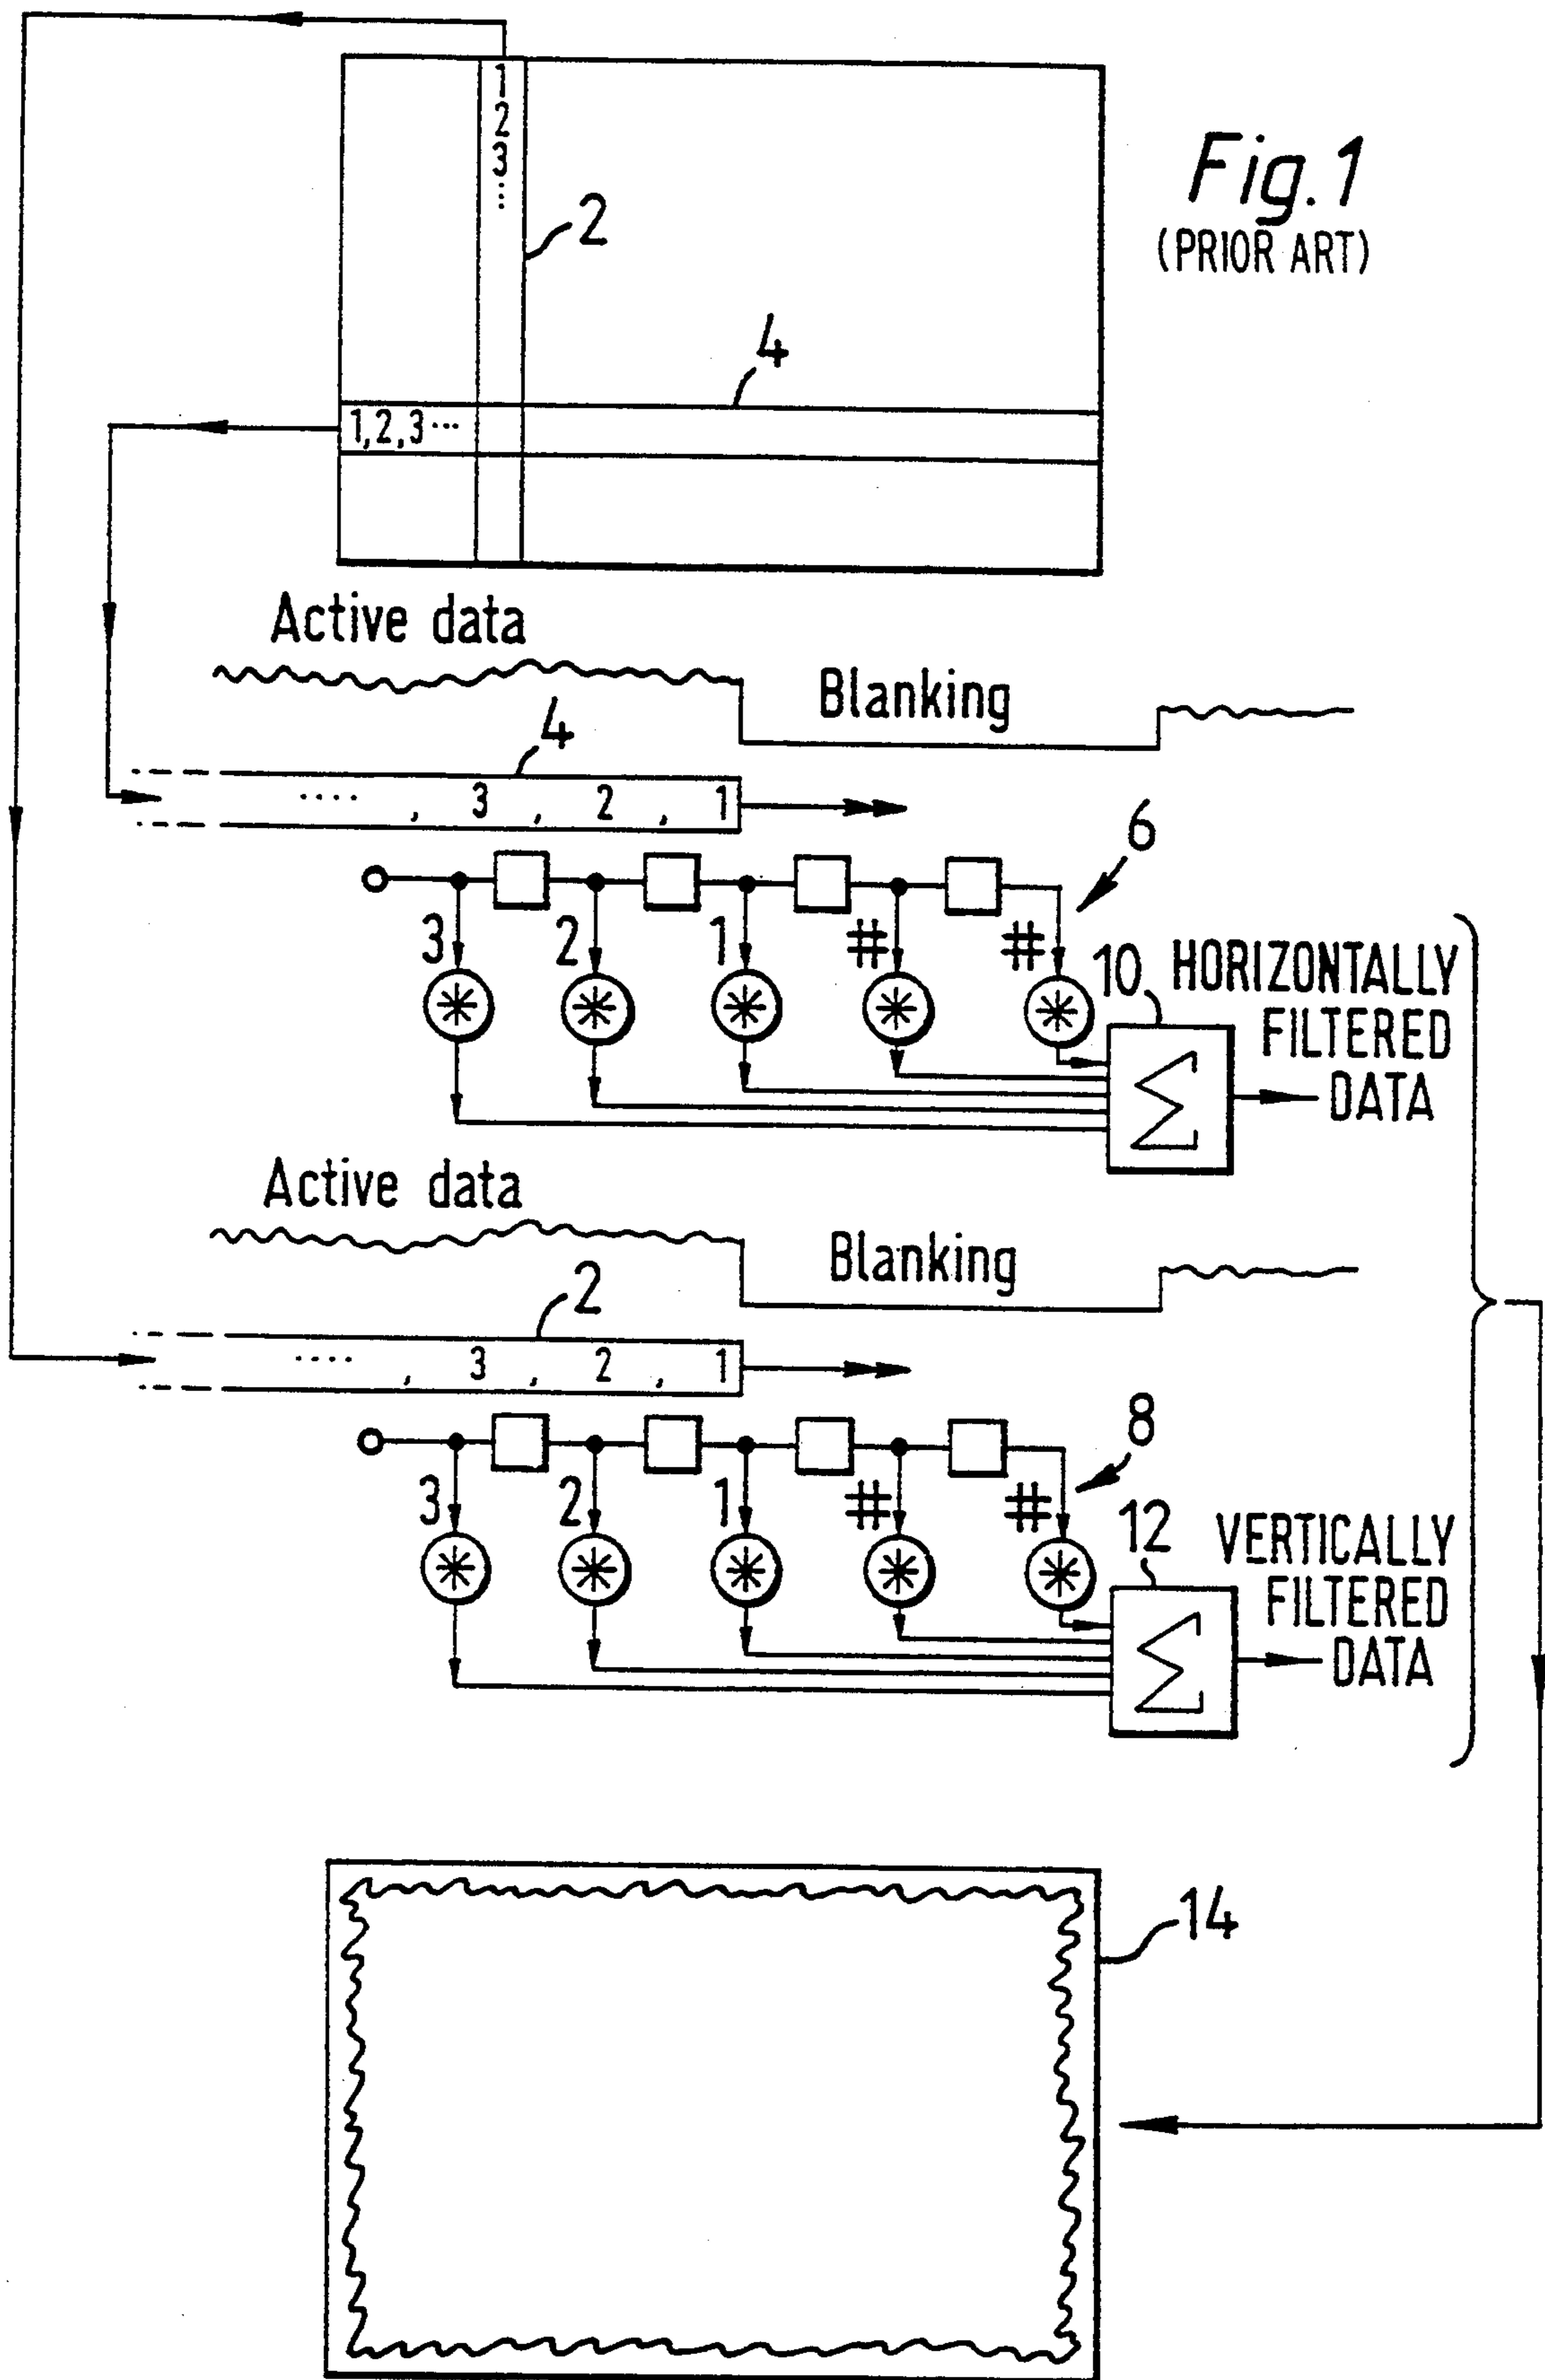 1
2
3
...
2
Fig.1
(PRIOR ART)
4
1,2,3...
Active data
Blanking
4
...., 3, 2, 1
6
3 2 1 # #
10
HORIZONTALLY
FILTERED
DATA
Σ
Active data
Blanking
2
...., 3, 2, 1
8
3 2 1 # #
12
VERTICALLY
FILTERED
DATA
Σ
14